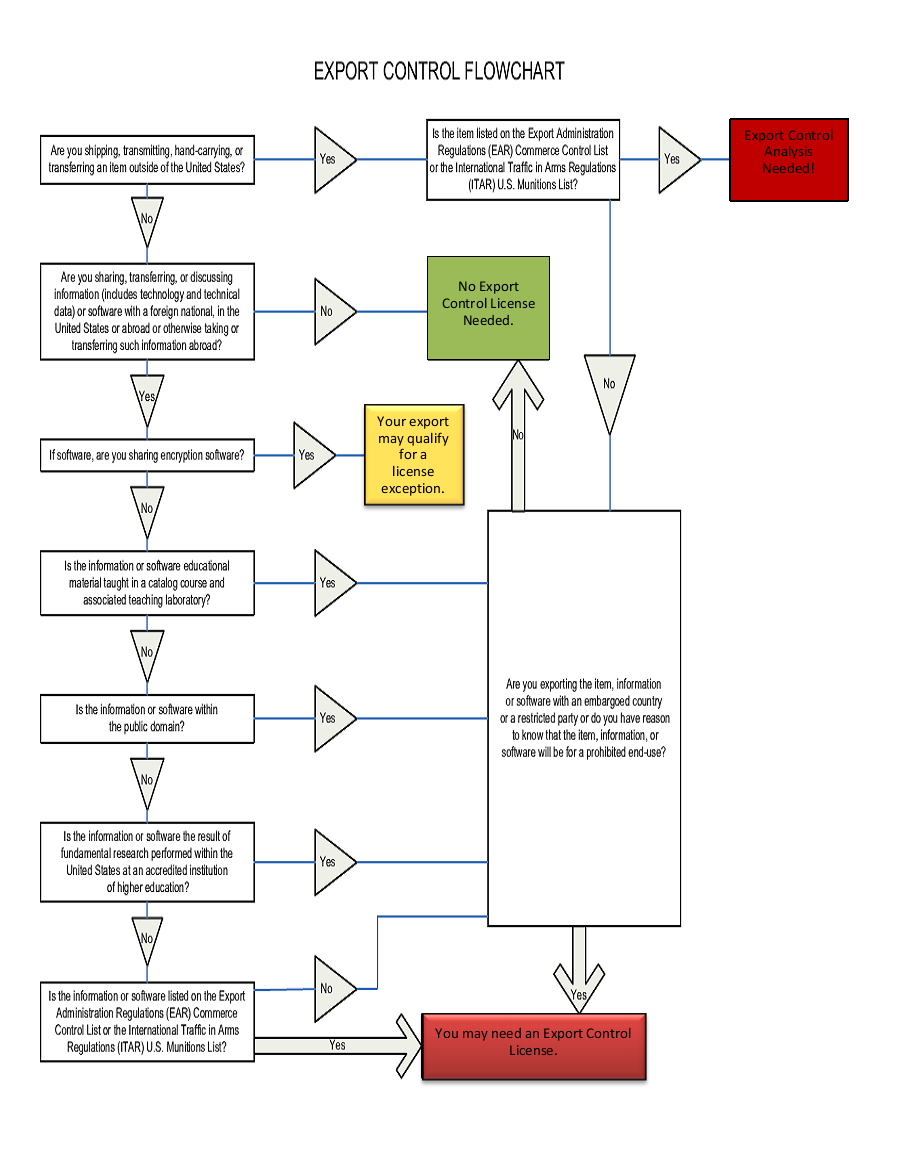 EXPORT CONTROL FLOWCHART
Are you shipping, transmitting, hand-carrying, or
transferring an item outside of the United States?
Yes
Is the item listed on the Export Administration
Regulations (EAR) Commerce Control List
or the International Traffic in Arms Regulations
(ITAR) U.S. Munitions List?
Yes
Export Control
Analysis
Needed!
No
Are you sharing, transferring, or discussing
information (includes technology and technical
data) or software with a foreign national, in the
United States or abroad or otherwise taking or
transferring such information abroad?
No
No Export
Control License
Needed.
No
Yes
No
If software, are you sharing encryption software?
Yes
Your export
may qualify
for a
license
exception.
No
Is the information or software educational
material taught in a catalog course and
associated teaching laboratory?
Yes
No
Is the information or software within
the public domain?
Yes
Are you exporting the item, information
or software with an embargoed country
or a restricted party or do you have reason
to know that the item, information, or
software will be for a prohibited end-use?
No
Is the information or software the result of
fundamental research performed within the
United States at an accredited institution
of higher education?
Yes
No
Is the information or software listed on the Export
Administration Regulations (EAR) Commerce
Control List or the International Traffic in Arms
Regulations (ITAR) U.S. Munitions List?
No
Yes
Yes
You may need an Export Control
License.